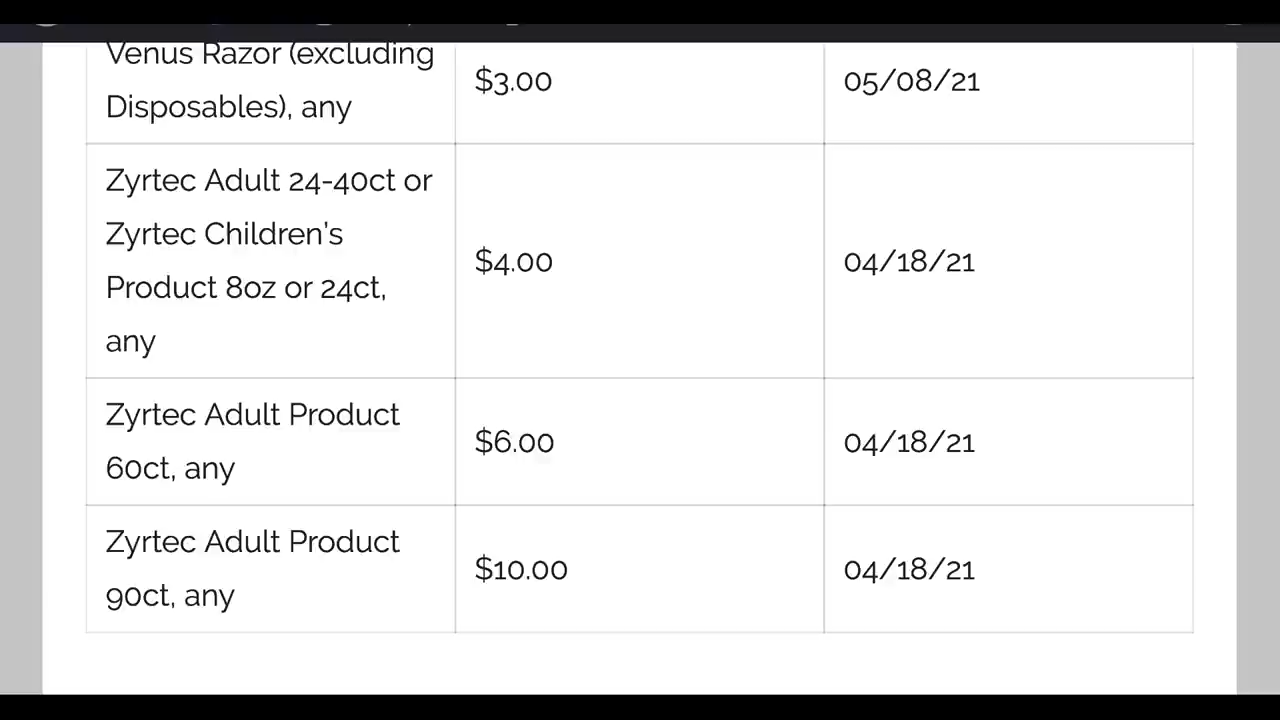 Venus Razor (excluding
Disposables), any
$3.00
05/08/21
Zyrtec Adult 24-40ct or
Zyrtec Children's
Product 8oz or 24ct,
any
$4.00
04/18/21
Zyrtec Adult Product
60ct, any
$6.00
04/18/21
Zyrtec Adult Product
90ct, any
$10.00
04/18/21